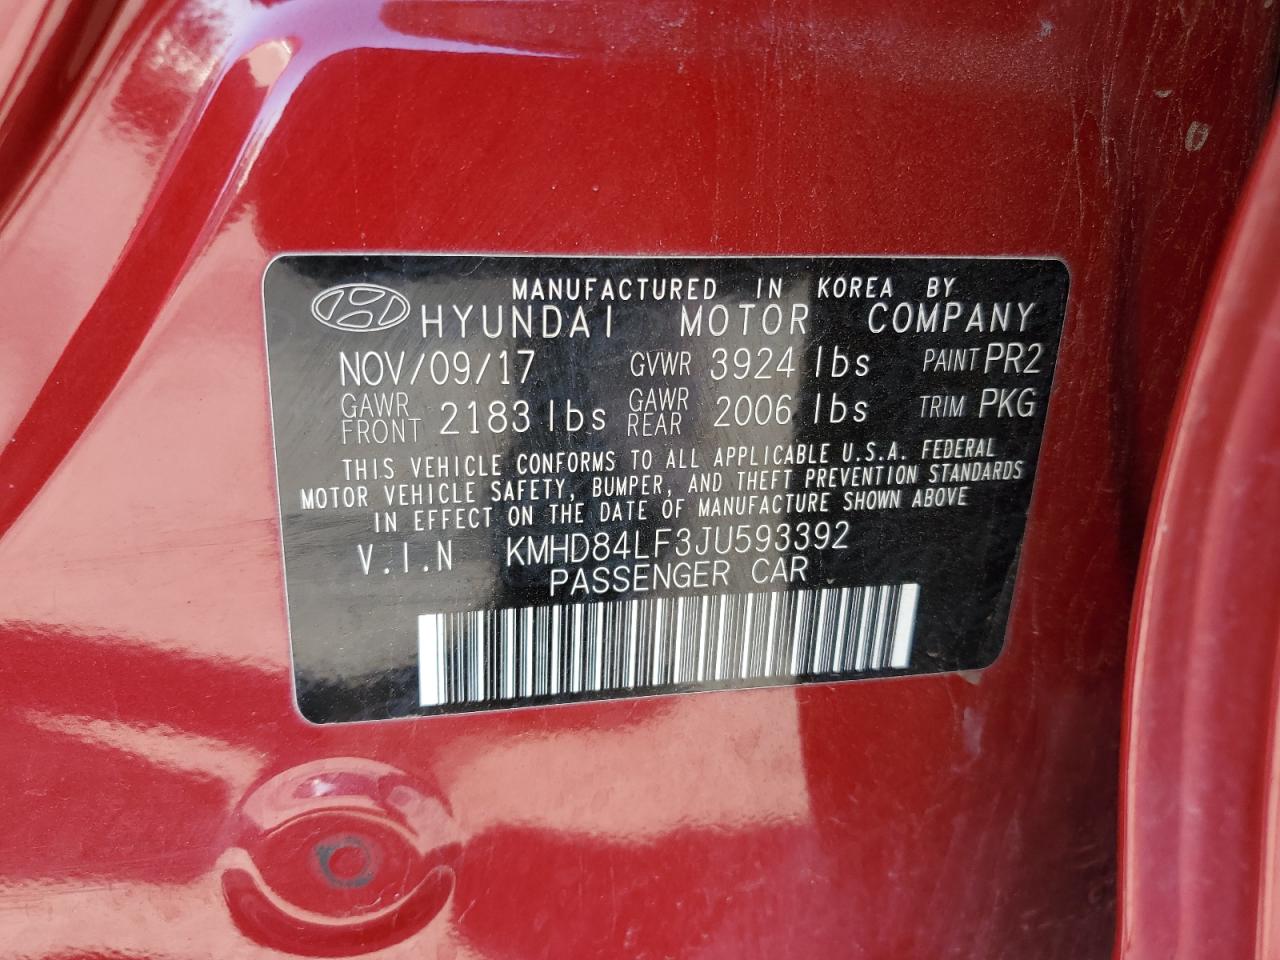 MANUFACTURED IN KOREA BY
HYUNDAI MOTOR COMPANY
NOV/09/17 GVWR 3924 lbs PAINT PR2
GAWR FRONT 2183 lbs GAWR REAR 2006 lbs TRIM PKG
THIS VEHICLE CONFORMS TO ALL APPLICABLE U.S.A. FEDERAL
MOTOR VEHICLE SAFETY, BUMPER, AND THEFT PREVENTION STANDARDS
IN EFFECT ON THE DATE OF MANUFACTURE SHOWN ABOVE
V.I.N KMHD84LF3JU593392
PASSENGER CAR